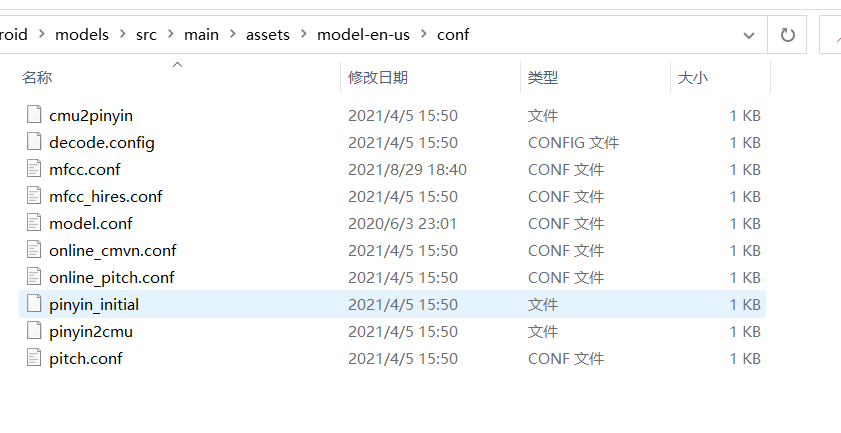 roid > models > src > main > assets > model-en-us > conf
名称 修改日期 类型 大小
cmu2pinyin 2021/4/5 15:50 文件 1 KB
decode.config 2021/4/5 15:50 CONFIG 文件 1 KB
mfcc.conf 2021/8/29 18:40 CONF 文件 1 KB
mfcc_hires.conf 2021/4/5 15:50 CONF 文件 1 KB
model.conf 2020/6/3 23:01 CONF 文件 1 KB
online_cmvn.conf 2021/4/5 15:50 CONF 文件 1 KB
online_pitch.conf 2021/4/5 15:50 CONF 文件 1 KB
pinyin_initial 2021/4/5 15:50 文件 1 KB
pinyin2cmu 2021/4/5 15:50 文件 1 KB
pitch.conf 2021/4/5 15:50 CONF 文件 1 KB